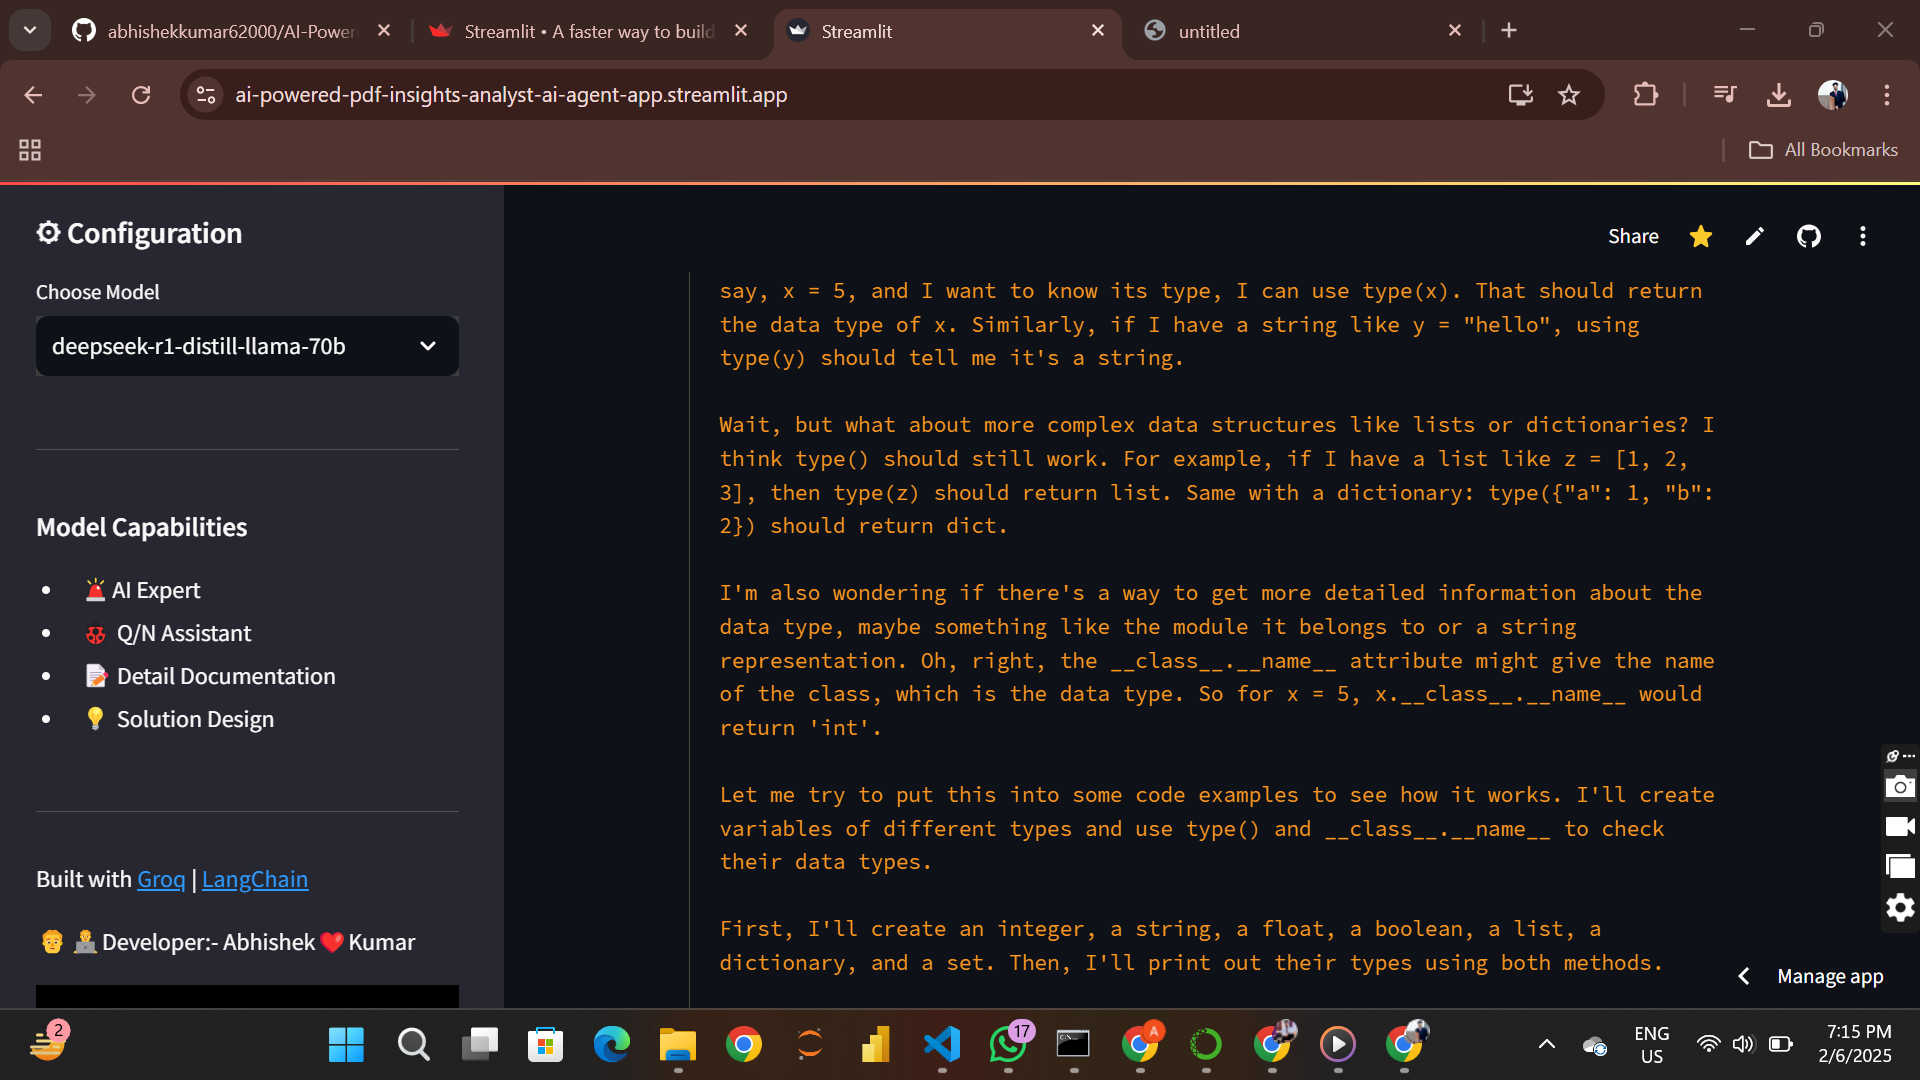 abhishekkumar62000/AI-Power
Streamlit • A faster way to build
Streamlit
untitled
ai-powered-pdf-insights-analyst-ai-agent-app.streamlit.app
All Bookmarks
Configuration
Choose Model
deepseek-r1-distill-llama-70b
Model Capabilities
AI Expert
Q/N Assistant
Detail Documentation
Solution Design
Built with Groq | LangChain
Developer:- Abhishek Kumar
Share
say, x = 5, and I want to know its type, I can use type(x). That should return
the data type of x. Similarly, if I have a string like y = "hello", using
type(y) should tell me it's a string.
Wait, but what about more complex data structures like lists or dictionaries? I
think type() should still work. For example, if I have a list like z = [1, 2,
3], then type(z) should return list. Same with a dictionary: type({"a": 1, "b":
2}) should return dict.
I'm also wondering if there's a way to get more detailed information about the
data type, maybe something like the module it belongs to or a string
representation. Oh, right, the __class__.__name__ attribute might give the name
of the class, which is the data type. So for x = 5, x.__class__.__name__ would
return 'int'.
Let me try to put this into some code examples to see how it works. I'll create
variables of different types and use type() and __class__.__name__ to check
their data types.
First, I'll create an integer, a string, a float, a boolean, a list, a
dictionary, and a set. Then, I'll print out their types using both methods.
Manage app
2
17
A
ENG
US
7:15 PM
2/6/2025